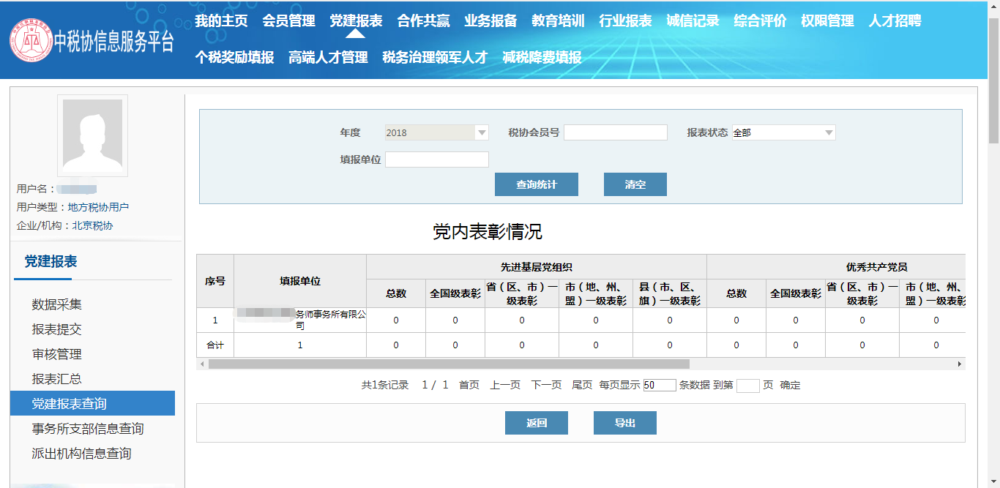 中税协信息服务平台
我的主页 会员管理 党建报表 合作共赢 业务报备 教育培训 行业报表 诚信记录 综合评价 权限管理 人才招聘
个税奖励填报 高端人才管理 税务治理领军人才 减税降费填报
用户名：
用户类型：地方税协用户
企业/机构：北京税协
党建报表
数据采集
报表提交
审核管理
报表汇总
党建报表查询
事务所支部信息查询
派出机构信息查询
年度 2018 税协会员号 报表状态 全部
填报单位
查询统计 清空
党内表彰情况
序号 填报单位 先进基层党组织 优秀共产党员
总数 全国级表彰 省（区、市）一级表彰 市（地、州、盟）一级表彰 县（市、区、旗）一级表彰 总数 全国级表彰 省（区、市）一级表彰 市（地、州、盟）一级表彰
1 务师事务所有限公司 0 0 0 0 0 0 0 0 0
合计 1 0 0 0 0 0 0 0 0 0
共1条记录 1 / 1 首页 上一页 下一页 尾页 每页显示 50 条数据 到第 页 确定
返回 导出